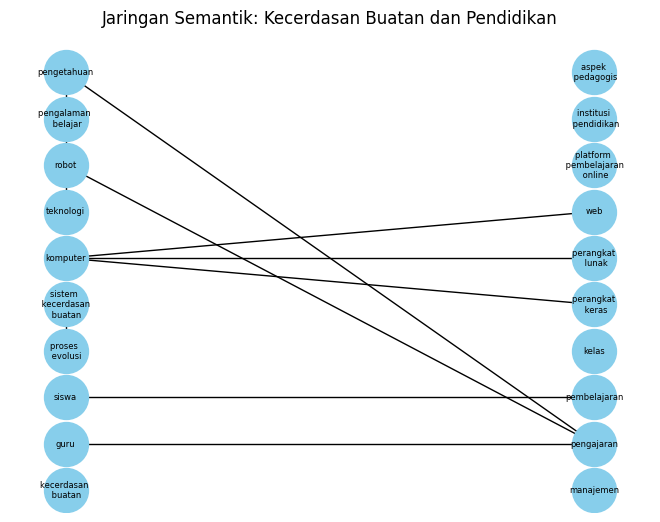 Jaringan Semantik: Kecerdasan Buatan dan Pendidikan
pengetahuan
pengalaman
belajar
robot
teknologi
komputer
sistem
kecerdasan
buatan
proses
evolusi
siswa
guru
kecerdasan
buatan
aspek
pedagogis
institusi
pendidikan
platform
pembelajaran
online
web
perangkat
lunak
perangkat
keras
kelas
pembelajaran
pengajaran
manajemen